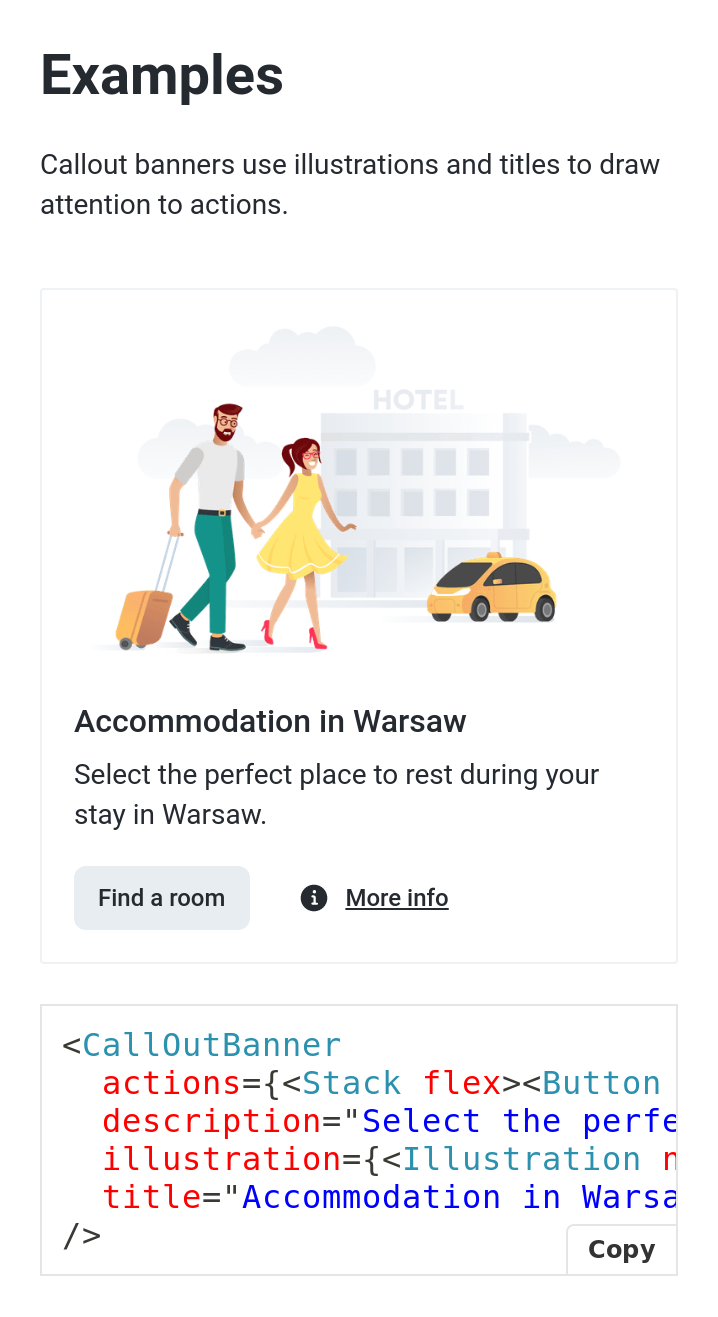 Examples
Callout banners use illustrations and titles to draw
attention to actions.
HOTEL
Accommodation in Warsaw
Select the perfect place to rest during your
stay in Warsaw.
Find a room
More info
<CallOutBanner
actions={<Stack flex><Button
description="Select the perfe
illustration={<Illustration n
title="Accommodation in Warsa
/>
Copy